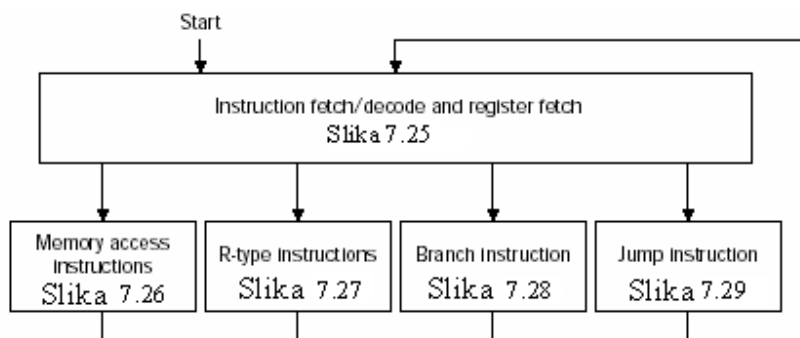 Start
Instruction fetch/decode and register fetch
Slika 7.25
Memory access
instructions
Slika 7.26
R-type instructions
Slika 7.27
Branch instruction
Slika 7.28
Jump instruction
Slika 7.29